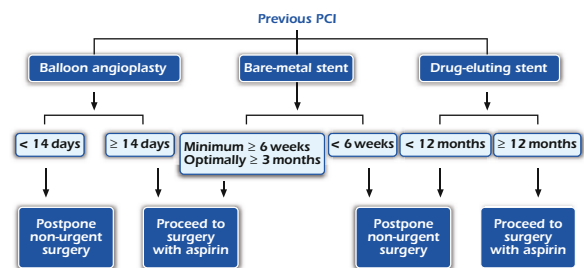 Previous PCI
Balloon angioplasty
Bare-metal stent
Drug-eluting stent
< 14 days
≥ 14 days
Minimum ≥ 6 weeks
Optimally ≥ 3 months
< 6 weeks
< 12 months
≥ 12 months
Postpone
non-urgent
surgery
Proceed to
surgery
with aspirin
Postpone
non-urgent
surgery
Proceed to
surgery
with aspirin